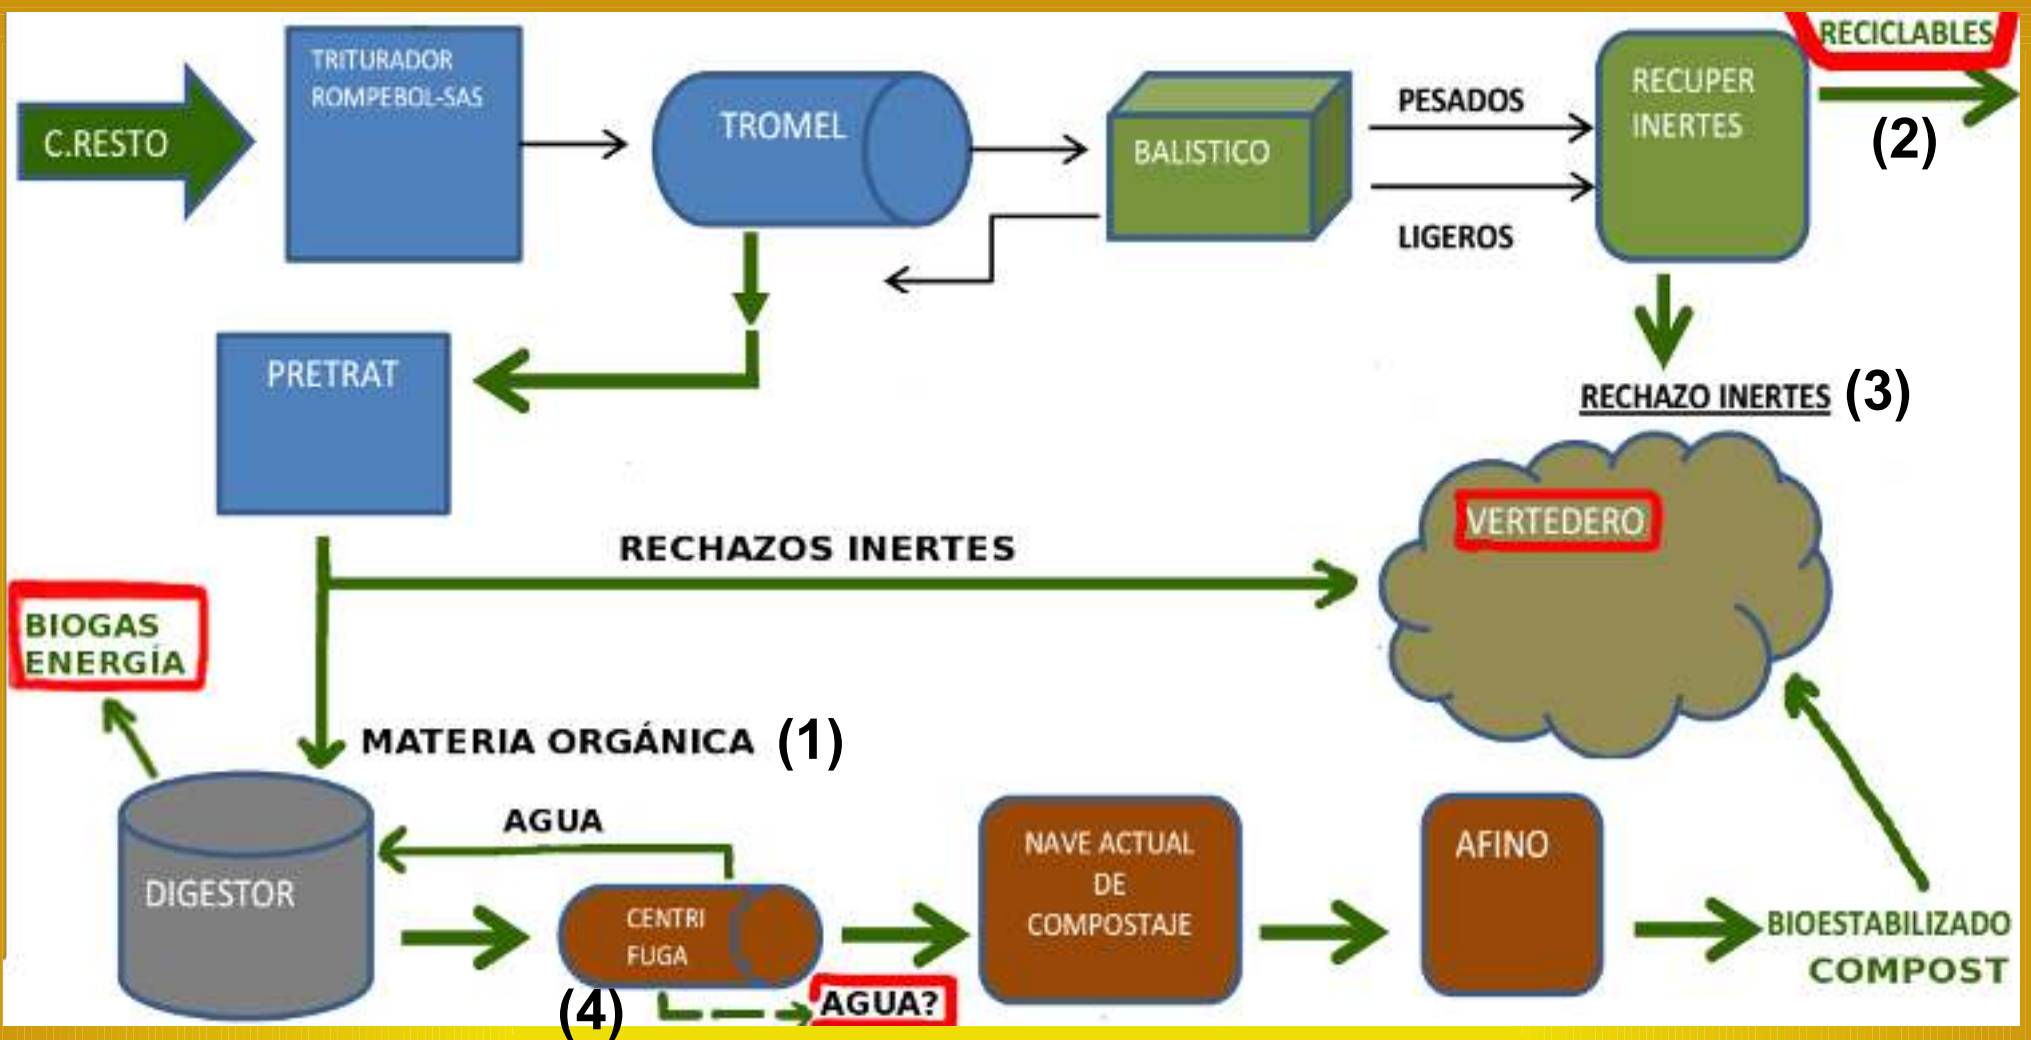 RECICLABLES
TRITURADOR
ROMPEBOL-SAS
C.RESTO
TROMEL
BALISTICO
PESADOS
LIGEROS
RECUPER
INERTES
(2)
PRETRAT
RECHAZO INERTES (3)
VERTEDERO
RECHAZOS INERTES
BIOGAS
ENERGÍA
MATERIA ORGÁNICA (1)
AGUA
DIGESTOR
CENTRI
FUGA
(4)
AGUA?
NAVE ACTUAL
DE
COMPOSTAJE
AFINO
BIOESTABILIZADO
COMPOST